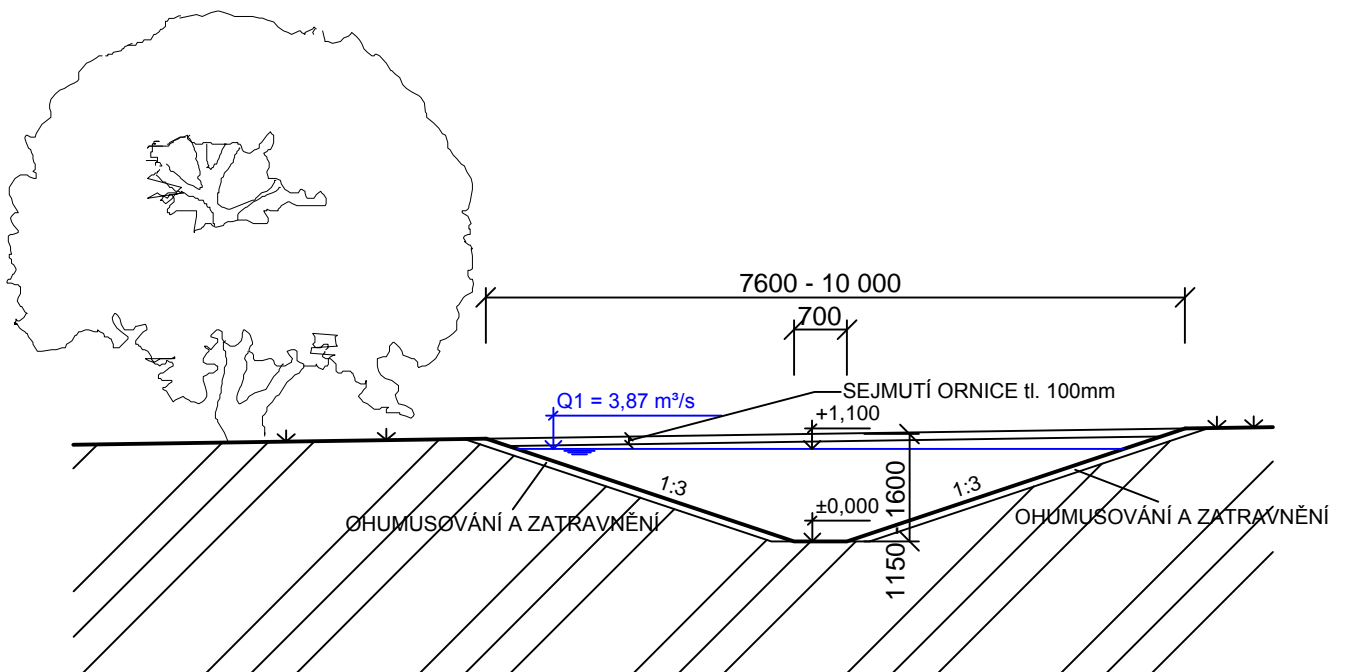 7600 - 10 000
700
SEJMUTÍ ORNICE tl. 100mm
Q1 = 3,87 m³/s
+1,100
1:3
1:3
±0,000
1150 - 1600
OHUMUSOVÁNÍ A ZATRAVNĚNÍ
OHUMUSOVÁNÍ A ZATRAVNĚNÍ